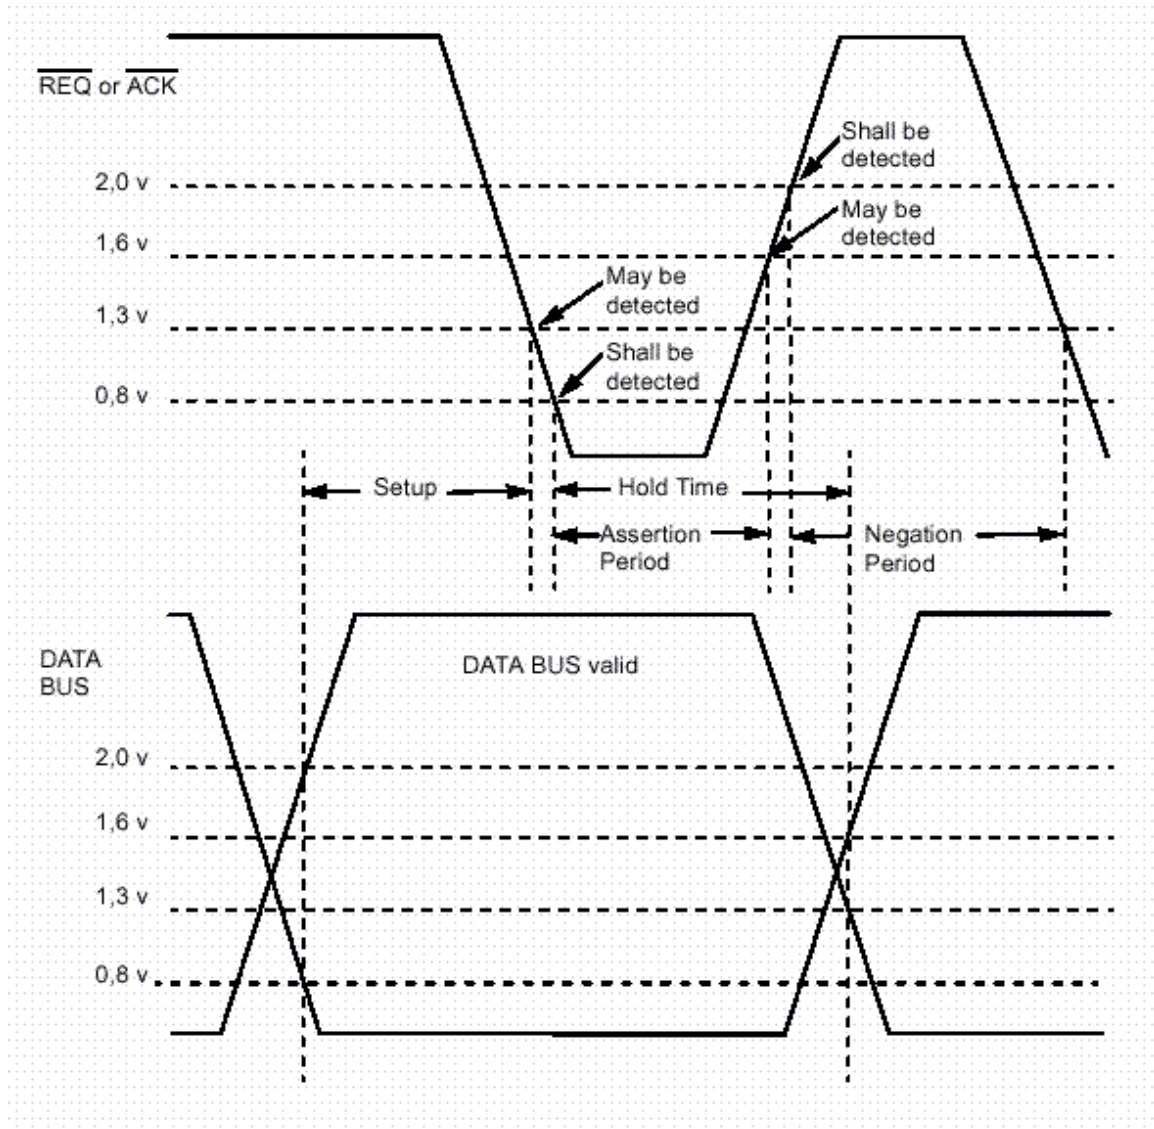 REQ or ACK
Shall be
detected
2,0 v
May be
detected
1,6 v
May be
detected
1,3 v
Shall be
detected
0,8 v
Setup
Hold Time
Assertion
Period
Negation
Period
DATA
BUS
DATA BUS valid
2,0 v
1,6 v
1,3 v
0,8 v